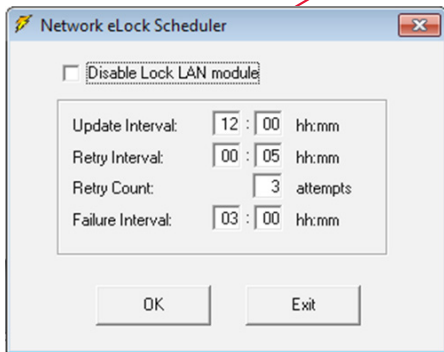 Network eLock Scheduler
Disable Lock LAN module
Update Interval: 12 : 00 hh:mm
Retry Interval: 00 : 05 hh:mm
Retry Count: 3 attempts
Failure Interval: 03 : 00 hh:mm
OK Exit